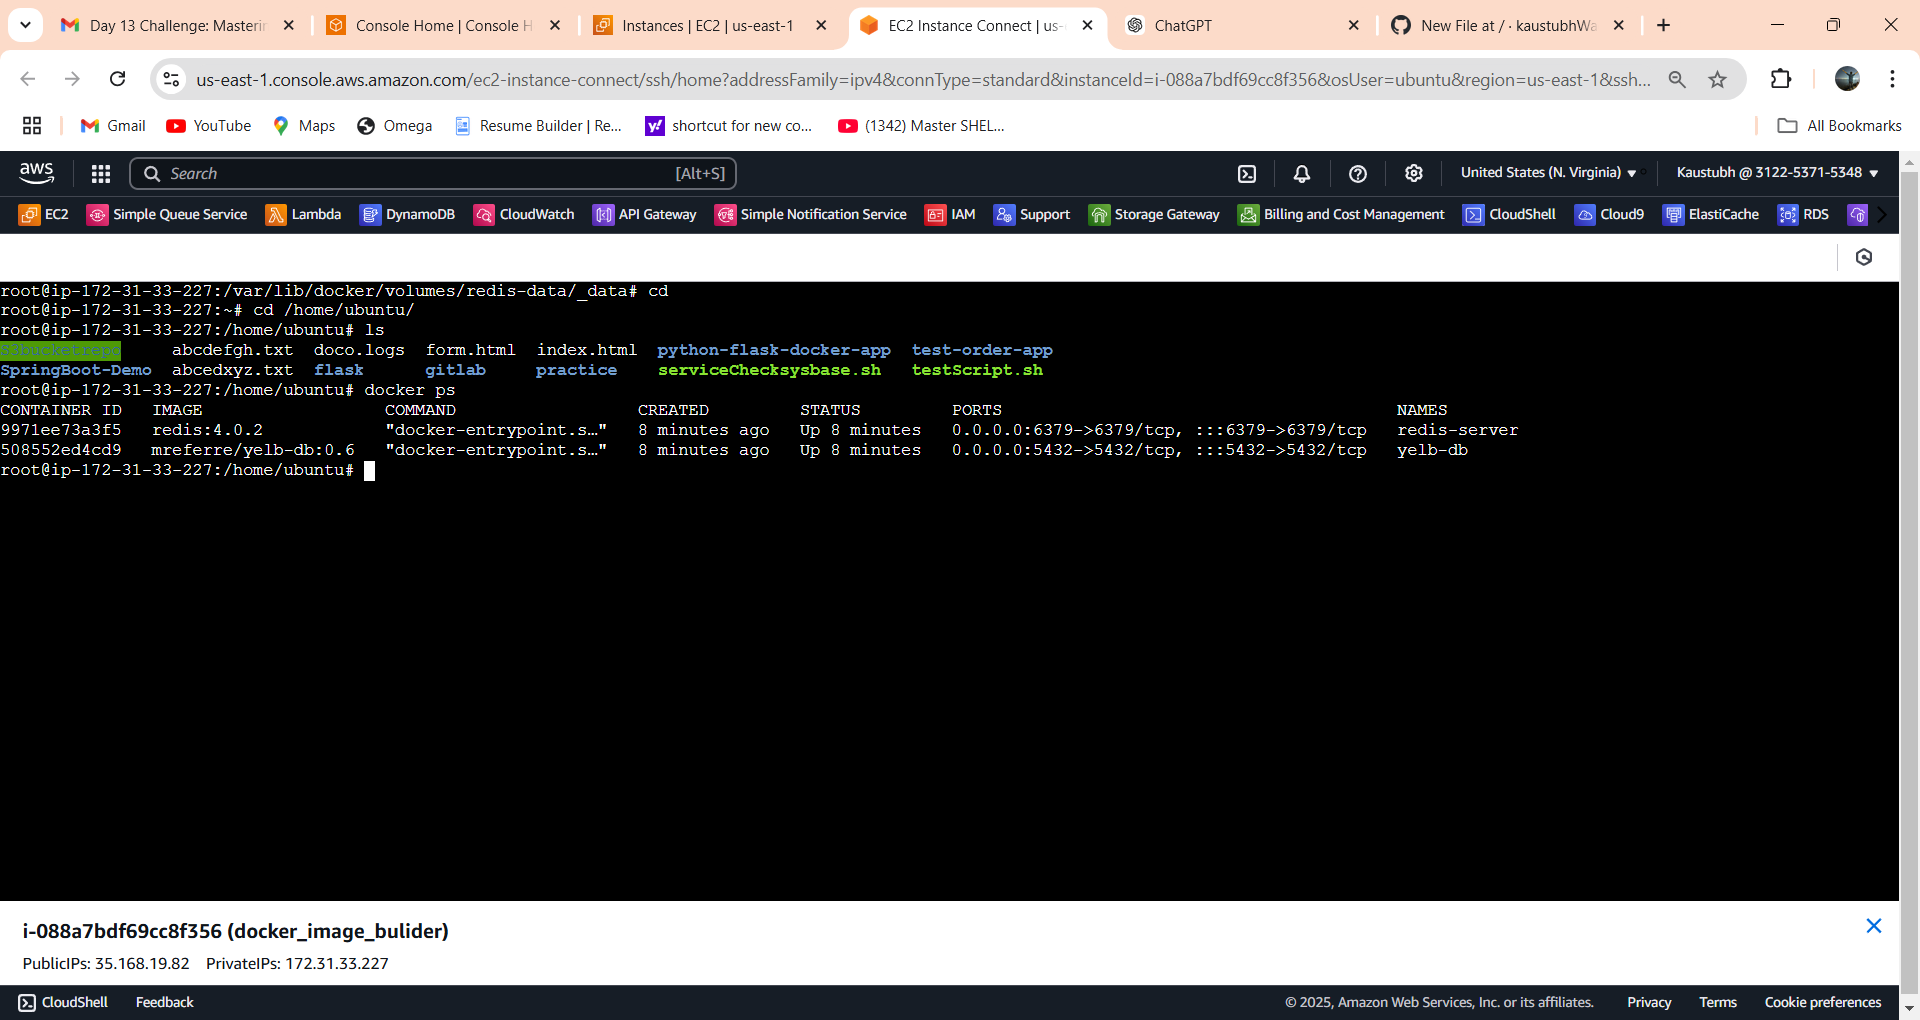 Day 13 Challenge: Masterin
Console Home | Console H
Instances | EC2 | us-east-1
EC2 Instance Connect | us-
ChatGPT
New File at / · kaustubhWa
us-east-1.console.aws.amazon.com/ec2-instance-connect/ssh/home?addressFamily=ipv4&connType=standard&instanceId=i-088a7bdf69cc8f356&osUser=ubuntu&region=us-east-1&ssh...
Gmail
YouTube
Maps
Omega
Resume Builder | Re...
shortcut for new co...
(1342) Master SHEL...
All Bookmarks
aws
Search [Alt+S]
United States (N. Virginia)
Kaustubh @ 3122-5371-5348
EC2
Simple Queue Service
Lambda
DynamoDB
CloudWatch
API Gateway
Simple Notification Service
IAM
Support
Storage Gateway
Billing and Cost Management
CloudShell
Cloud9
ElastiCache
RDS
root@ip-172-31-33-227:/var/lib/docker/volumes/redis-data/_data# cd
root@ip-172-31-33-227:~# cd /home/ubuntu/
root@ip-172-31-33-227:/home/ubuntu# ls
S3bucketrepo abcdefgh.txt doco.logs form.html index.html python-flask-docker-app test-order-app
SpringBoot-Demo abcedxyz.txt flask gitlab practice serviceChecksysbase.sh testScript.sh
root@ip-172-31-33-227:/home/ubuntu# docker ps
CONTAINER ID IMAGE COMMAND CREATED STATUS PORTS NAMES
9971ee73a3f5 redis:4.0.2 "docker-entrypoint.s…" 8 minutes ago Up 8 minutes 0.0.0.0:6379->6379/tcp, :::6379->6379/tcp redis-server
508552ed4cd9 mreferre/yelb-db:0.6 "docker-entrypoint.s…" 8 minutes ago Up 8 minutes 0.0.0.0:5432->5432/tcp, :::5432->5432/tcp yelb-db
root@ip-172-31-33-227:/home/ubuntu#
i-088a7bdf69cc8f356 (docker_image_bulider)
PublicIPs: 35.168.19.82 PrivateIPs: 172.31.33.227
CloudShell
Feedback
© 2025, Amazon Web Services, Inc. or its affiliates.
Privacy
Terms
Cookie preferences